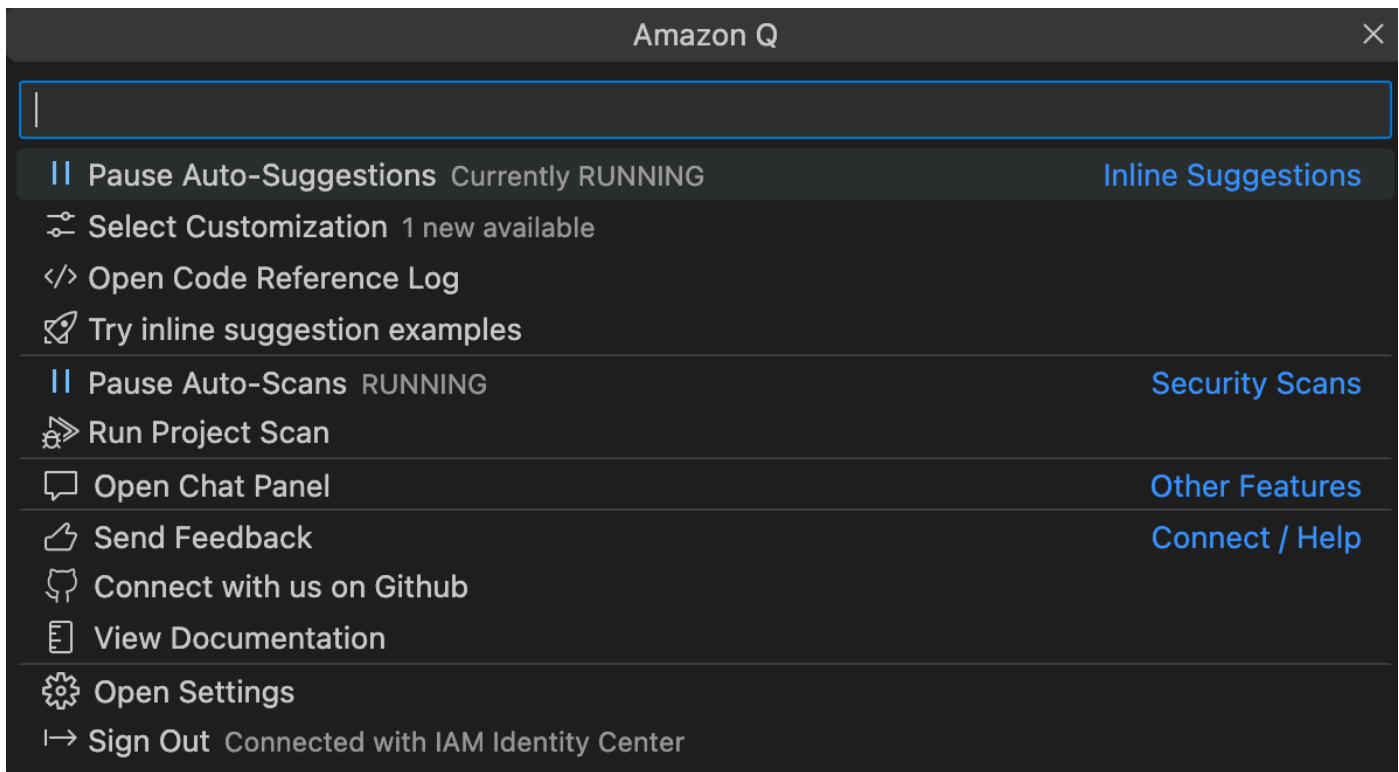 Amazon Q
Pause Auto-Suggestions Currently RUNNING Inline Suggestions
Select Customization 1 new available
Open Code Reference Log
Try inline suggestion examples
Pause Auto-Scans RUNNING Security Scans
Run Project Scan
Open Chat Panel Other Features
Send Feedback Connect / Help
Connect with us on Github
View Documentation
Open Settings
Sign Out Connected with IAM Identity Center